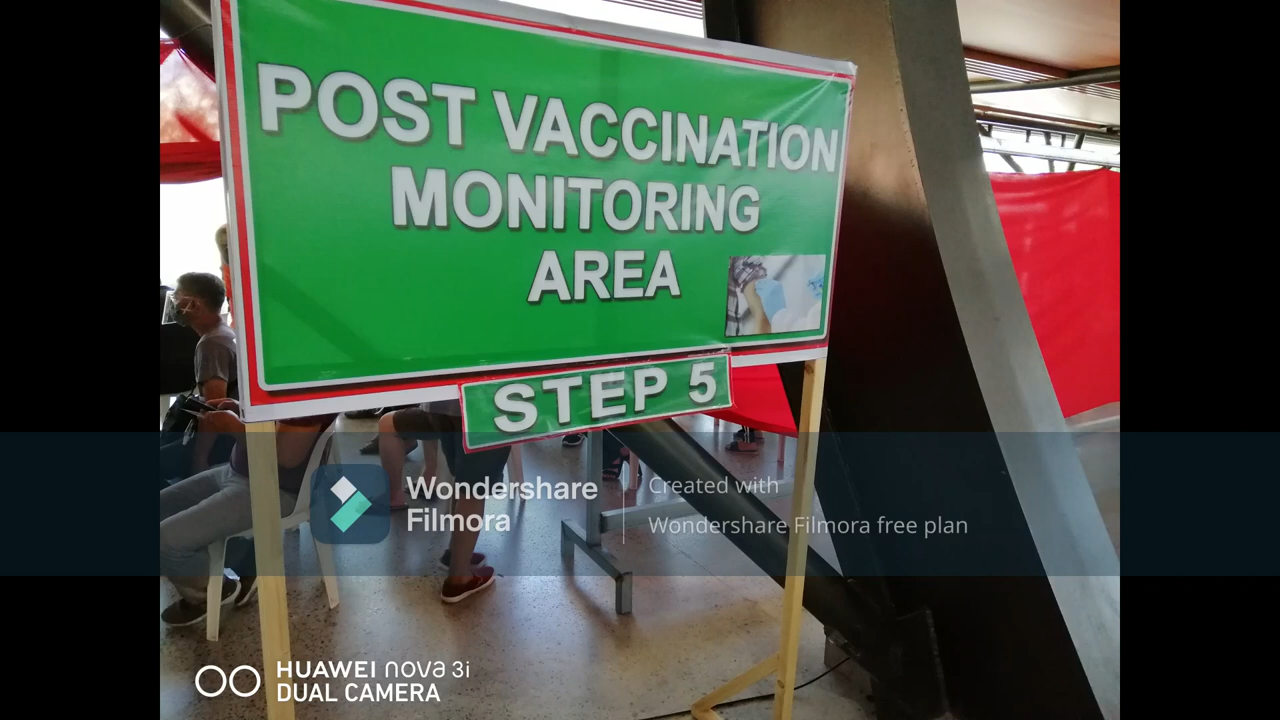 POST VACCINATION
MONITORING
AREA
STEP 5
Wondershare
Filmora
Created with
Wondershare Filmora free plan
HUAWEI nova 3i
DUAL CAMERA